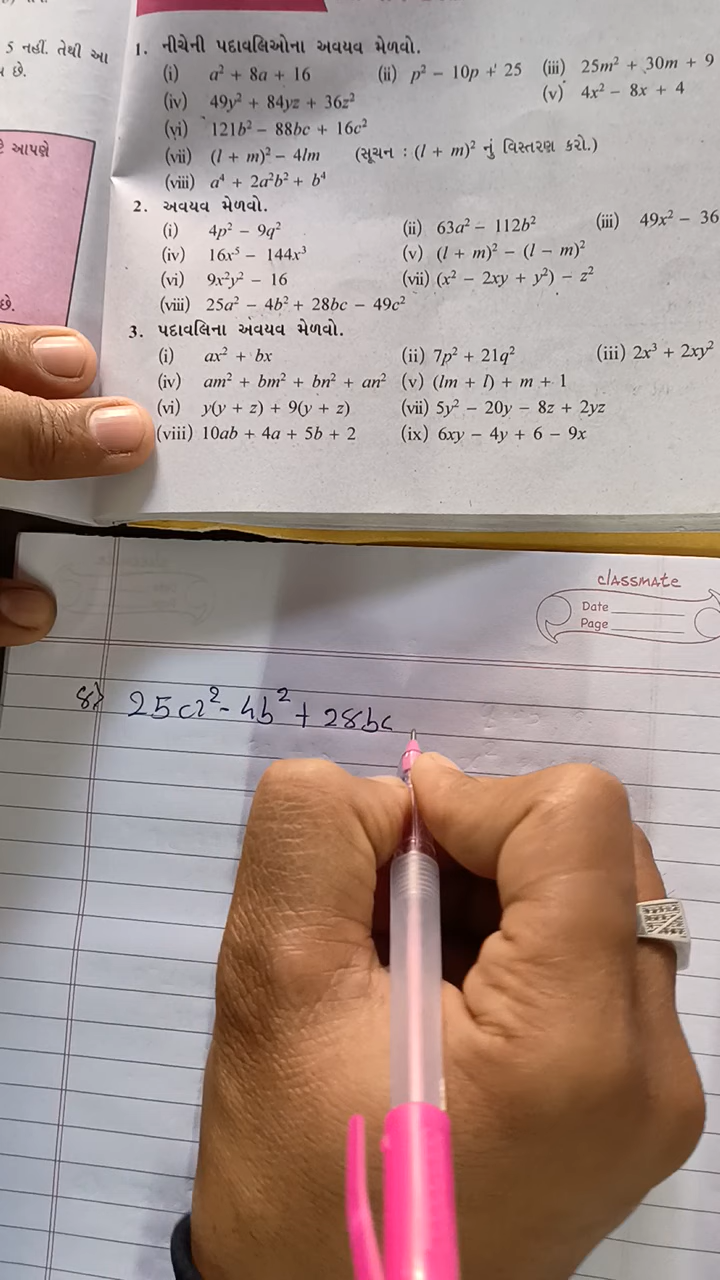 5 નહીં. તેથી આ
છે.
આપણે
છે.
1. નીચેની પદાવલિઓના અવયવ મેળવો.
(i) a² + 8a + 16 (ii) p² − 10p + 25 (iii) 25m² + 30m + 9
(iv) 49y² + 84yz + 36z² (v) 4x² − 8x + 4
(vi) 121b² − 88bc + 16c²
(vii) (l + m)² − 4lm (સૂચન : (l + m)² નું વિસ્તરણ કરો.)
(viii) a⁴ + 2a²b² + b⁴
2. અવયવ મેળવો.
(i) 4p² − 9q² (ii) 63a² − 112b² (iii) 49x² − 36
(iv) 16x⁵ − 144x³ (v) (l + m)² − (l − m)²
(vi) 9x²y² − 16 (vii) (x² − 2xy + y²) − z²
(viii) 25a² − 4b² + 28bc − 49c²
3. પદાવલિના અવયવ મેળવો.
(i) ax² + bx (ii) 7p² + 21q² (iii) 2x³ + 2xy²
(iv) am² + bm² + bn² + an² (v) (lm + l) + m + 1
(vi) y(y + z) + 9(y + z) (vii) 5y² − 20y − 8z + 2yz
(viii) 10ab + 4a + 5b + 2 (ix) 6xy − 4y + 6 − 9x
classmate
Date
Page
8) 25a² - 4b² + 28bc